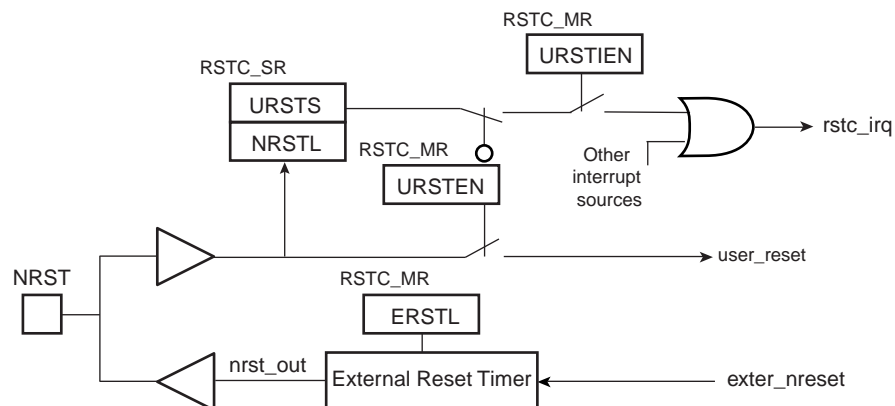 RSTC_MR
URSTIEN
RSTC_SR
URSTS
NRSTL
RSTC_MR
URSTEN
rstc_irq
Other
interrupt
sources
NRST
user_reset
RSTC_MR
ERSTL
nrst_out
External Reset Timer
exter_nreset